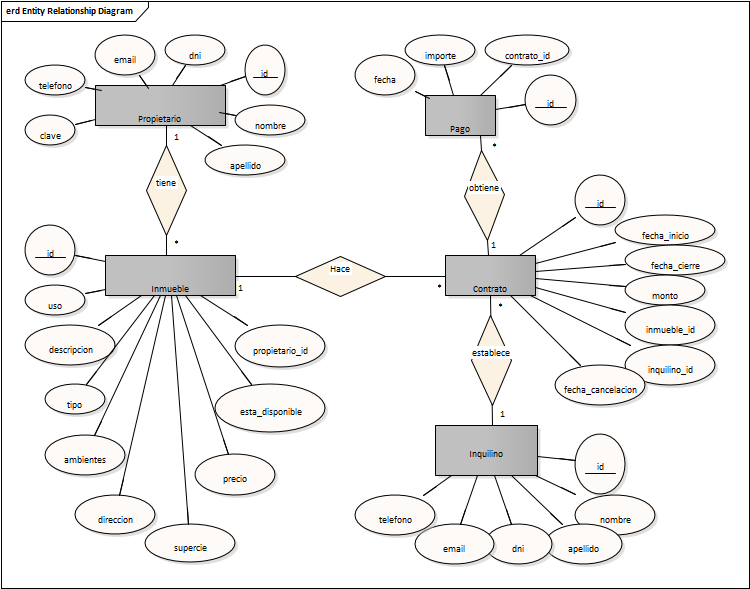 erd Entity Relationship Diagram
email
dni
id
telefono
clave
Propietario
nombre
apellido
1
tiene
*
importe
contrato_id
fecha
id
Pago
*
obtiene
1
id
uso
Inmueble
1
Hace
*
Contrato
*
id
fecha_inicio
fecha_cierre
monto
inmueble_id
inquilino_id
fecha_cancelacion
descripcion
tipo
ambientes
direccion
supercie
precio
esta_disponible
propietario_id
establece
1
Inquilino
id
nombre
telefono
email
dni
apellido